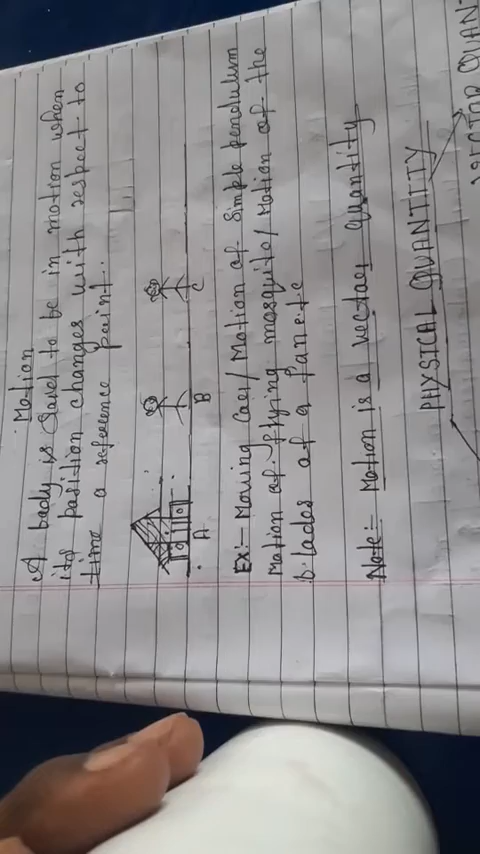 Motion
A body is said to be in motion when
its position changes with respect to
time a reference point.
A B C
Ex:- Moving Car/ Motion of Simple pendulum
Motion of flying mosquito/ Motion of the
blades of a fan etc
Note:- Motion is a vector quantity
PHYSICAL QUANTITY